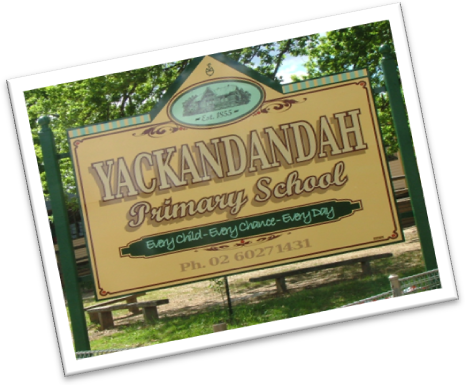 Est. 1855
YACKANDANDAH
Primary School
Every Child - Every Chance - Every Day
Ph. 02 60271431